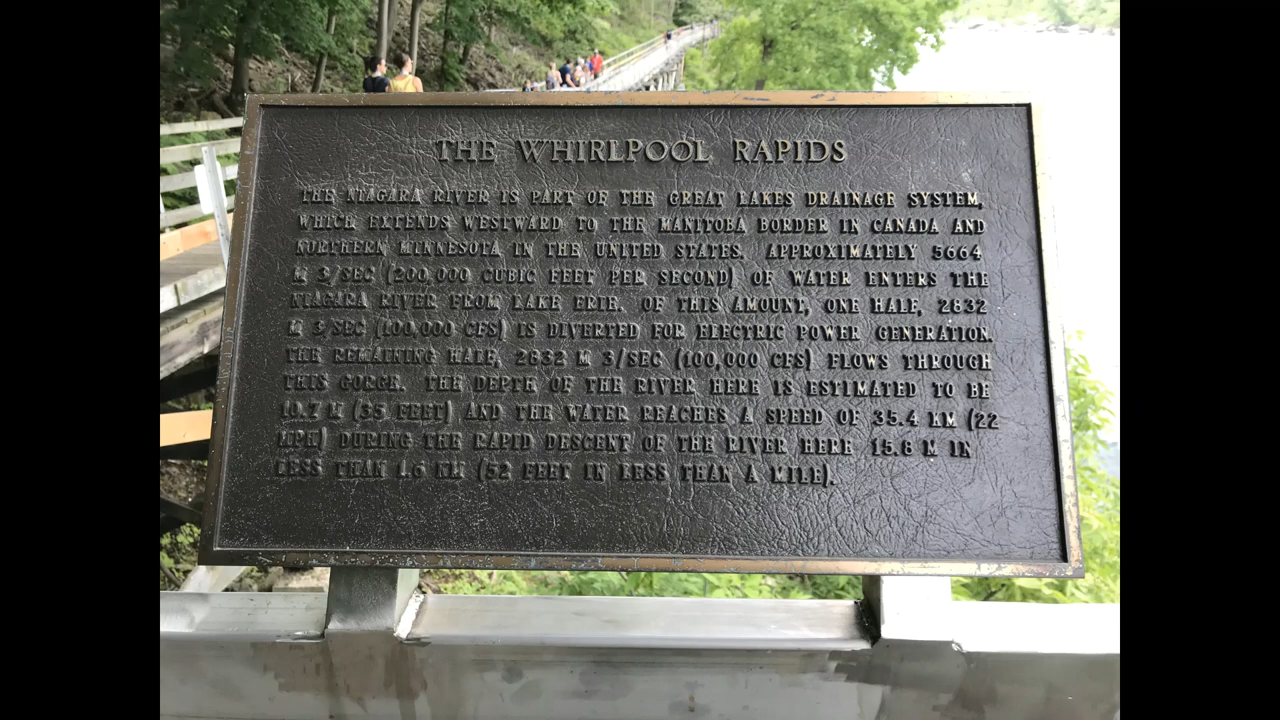 THE WHIRLPOOL RAPIDS
THE NIAGARA RIVER IS PART OF THE GREAT LAKES DRAINAGE SYSTEM,
WHICH EXTENDS WESTWARD TO THE MANITOBA BORDER IN CANADA AND
NORTHERN MINNESOTA IN THE UNITED STATES. APPROXIMATELY 5664
M 3/SEC (200,000 CUBIC FEET PER SECOND) OF WATER ENTERS THE
NIAGARA RIVER FROM LAKE ERIE. OF THIS AMOUNT, ONE HALF, 2832
M 3/SEC (100,000 CFS) IS DIVERTED FOR ELECTRIC POWER GENERATION.
THE REMAINING HALF, 2832 M 3/SEC (100,000 CFS) FLOWS THROUGH
THIS GORGE. THE DEPTH OF THE RIVER HERE IS ESTIMATED TO BE
10.7 M (35 FEET) AND THE WATER REACHES A SPEED OF 35.4 KM (22
MPH) DURING THE RAPID DESCENT OF THE RIVER HERE 15.8 M IN
LESS THAN 1.6 KM (52 FEET IN LESS THAN A MILE).